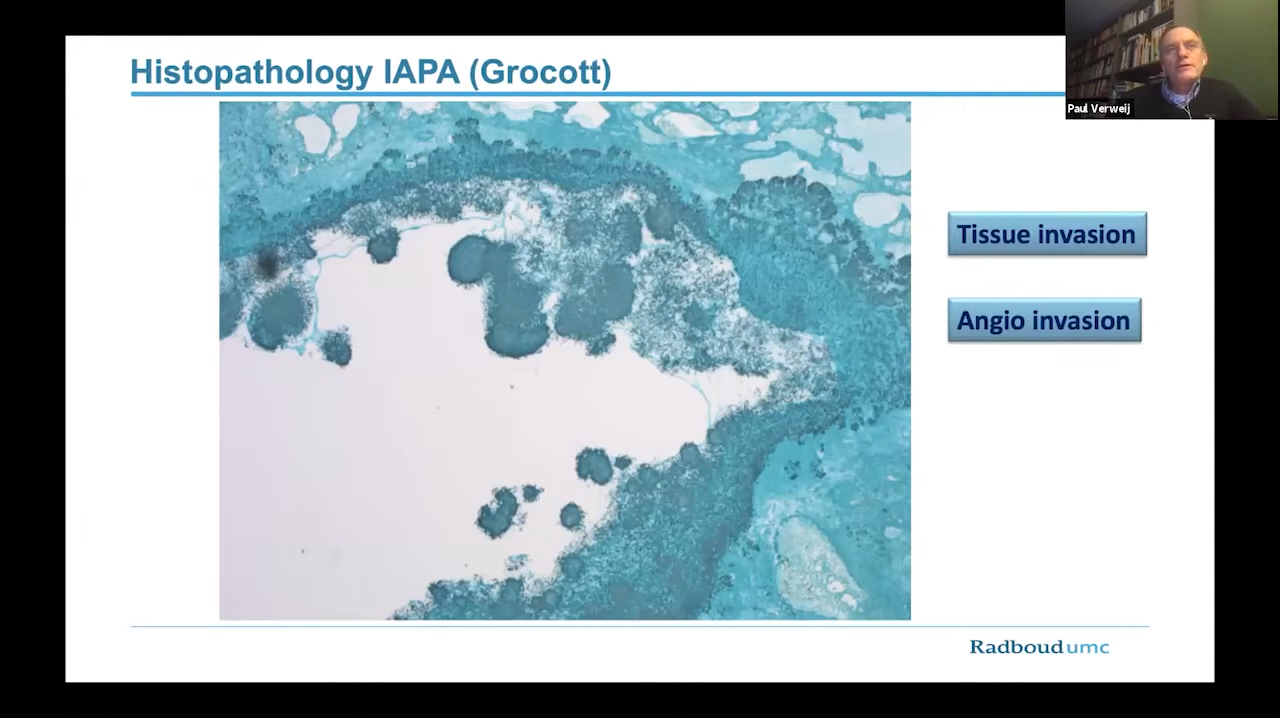 Histopathology IAPA (Grocott)
Paul Verweij
Tissue invasion
Angio invasion
Radboudumc